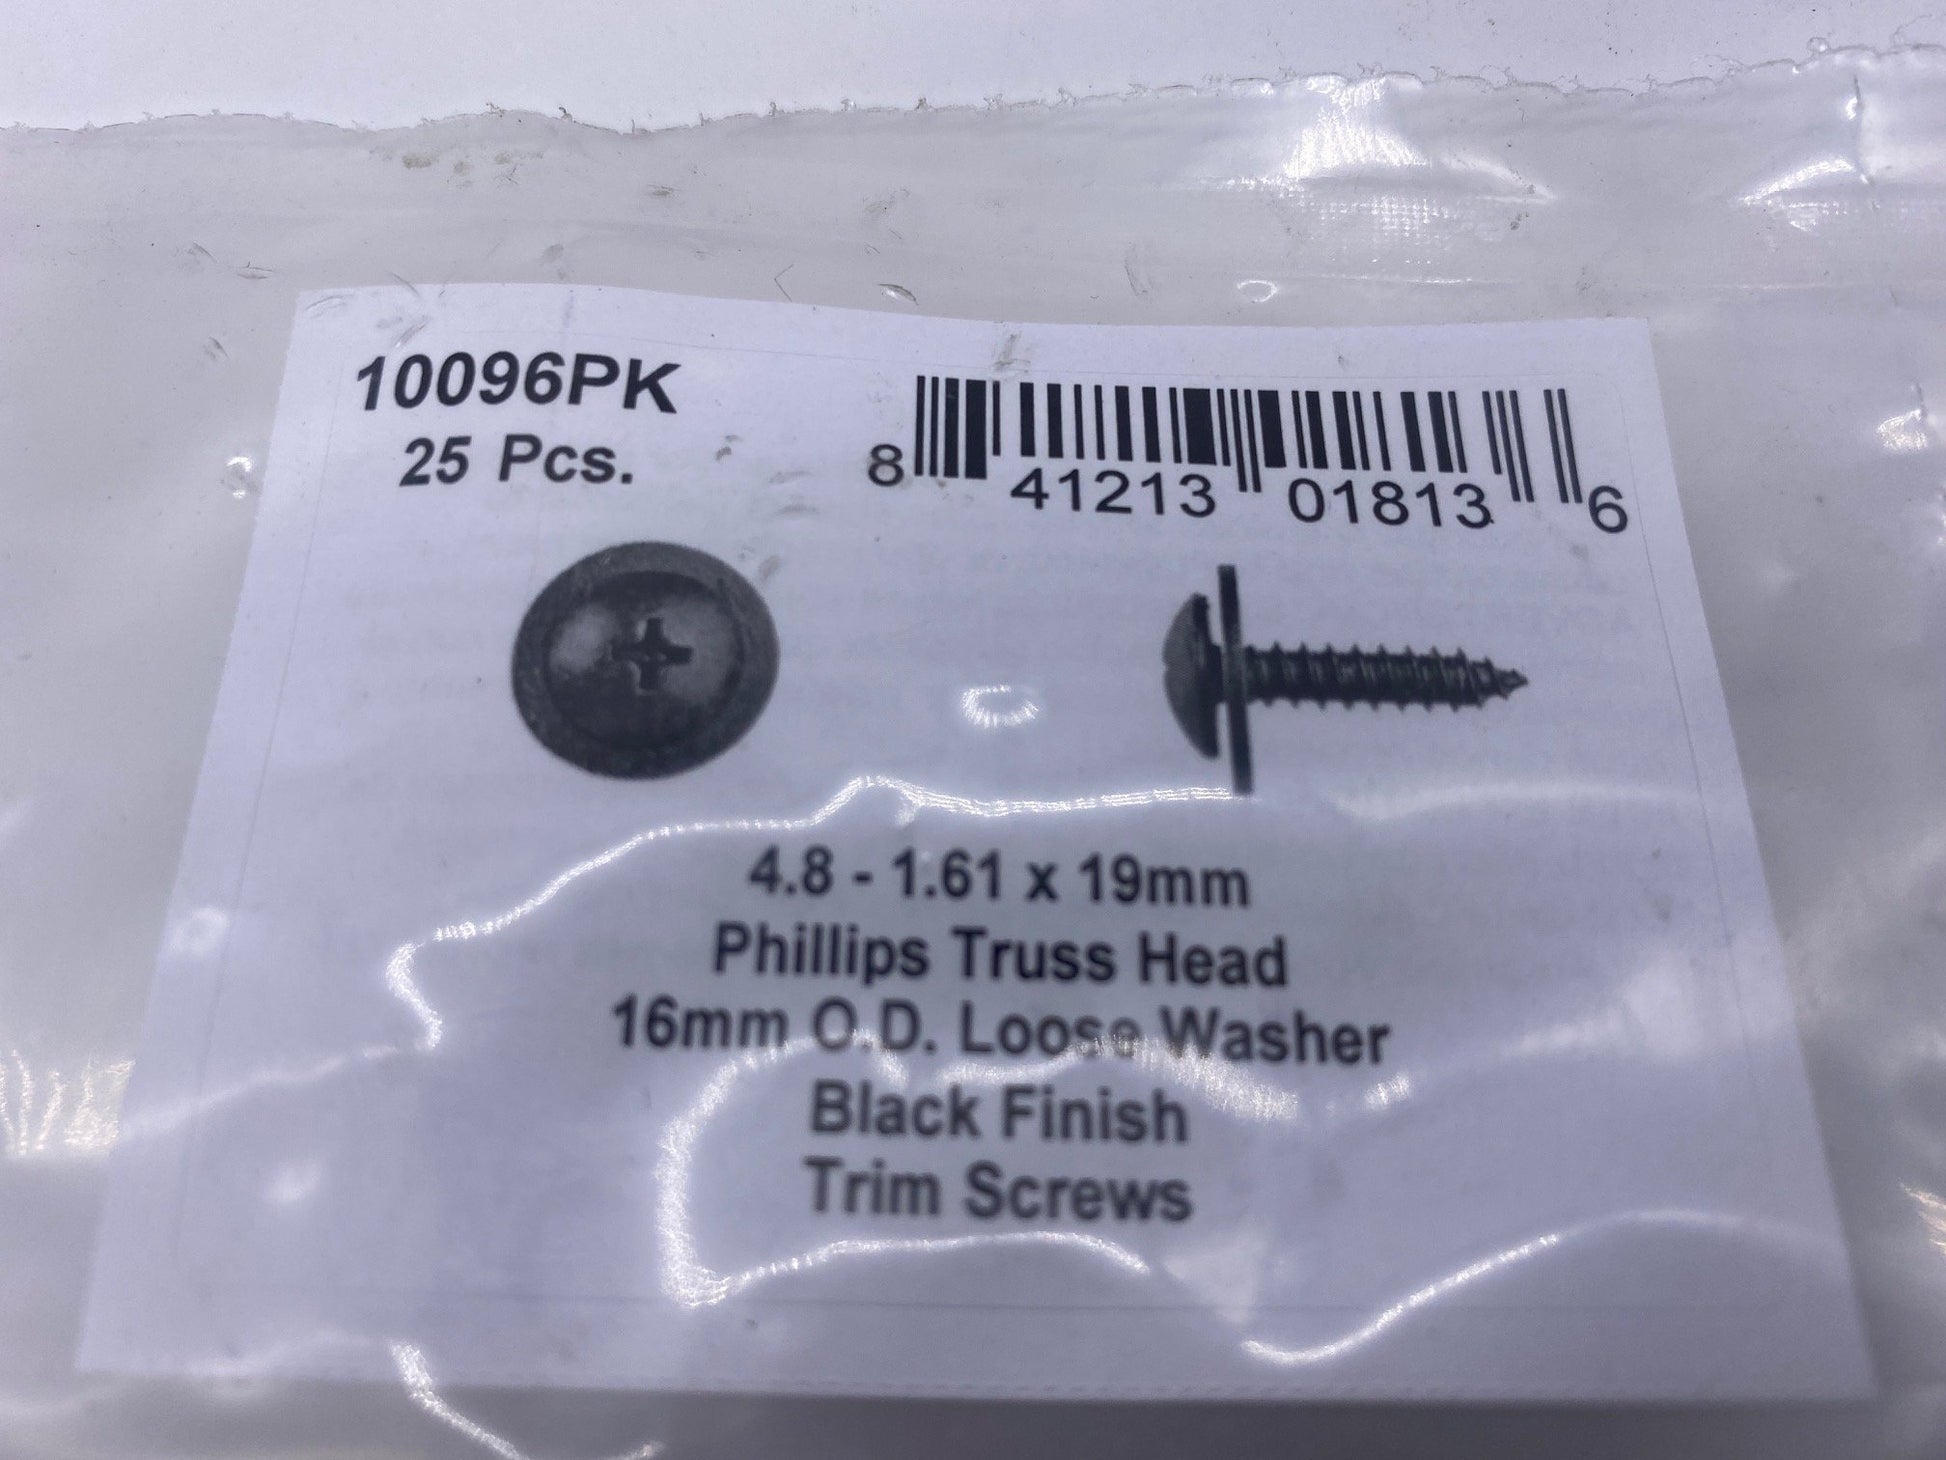 10096PK
25 Pcs.
8 41213 01813 6
4.8 - 1.61 x 19mm
Phillips Truss Head
16mm O.D. Loose Washer
Black Finish
Trim Screws